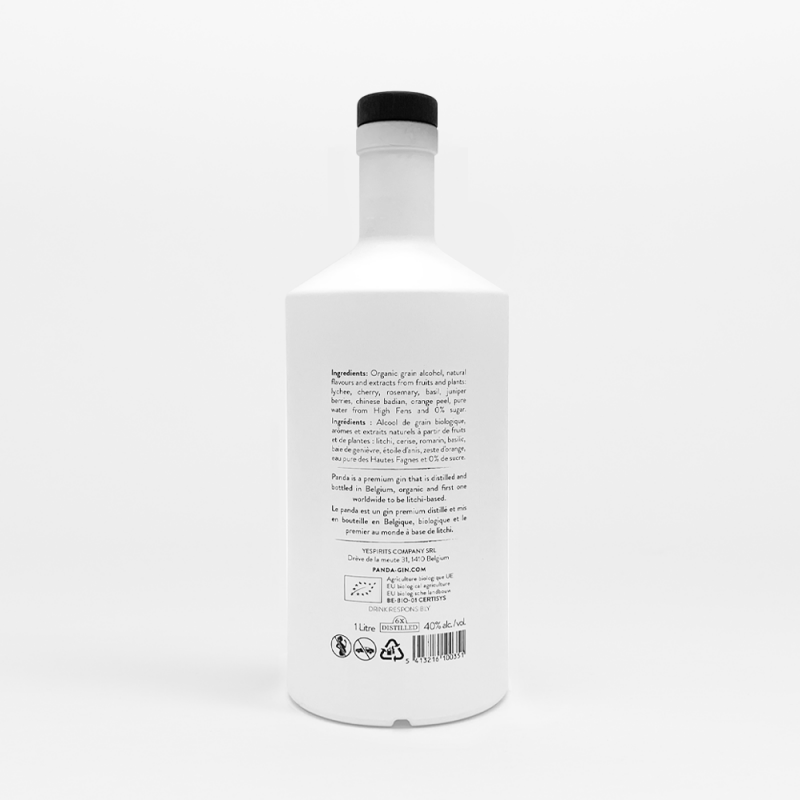 Ingredients: Organic grain alcohol, natural
flavours and extracts from fruits and plants:
lychee, cherry, rosemary, basil, juniper
berries, chinese badian, orange peel, pure
water from High Fens and 0% sugar.
Ingrédients : Alcool de grain biologique,
arômes et extraits naturels à partir de fruits
et de plantes : litchi, cerise, romarin, basilic,
baie de genièvre, étoile d'anis, zeste d'orange,
eau pure des Hautes Fagnes et 0% de sucre.
Panda is a premium gin that is distilled and
bottled in Belgium, organic and first one
worldwide to be litchi-based.
Le panda est un gin premium distillé et mis
en bouteille en Belgique, biologique et le
premier au monde à base de litchi.
YESPIRITS COMPANY SRL
Drève de la meute 31, 1410 Belgium
PANDA-GIN.COM
Agriculture biologique UE
EU biological agriculture
EU biologische landbouw
BE-BIO-01 CERTISYS
DRINK RESPONSIBLY
1 Litre 6X DISTILLED 40% alc./vol.
5 413216 100351